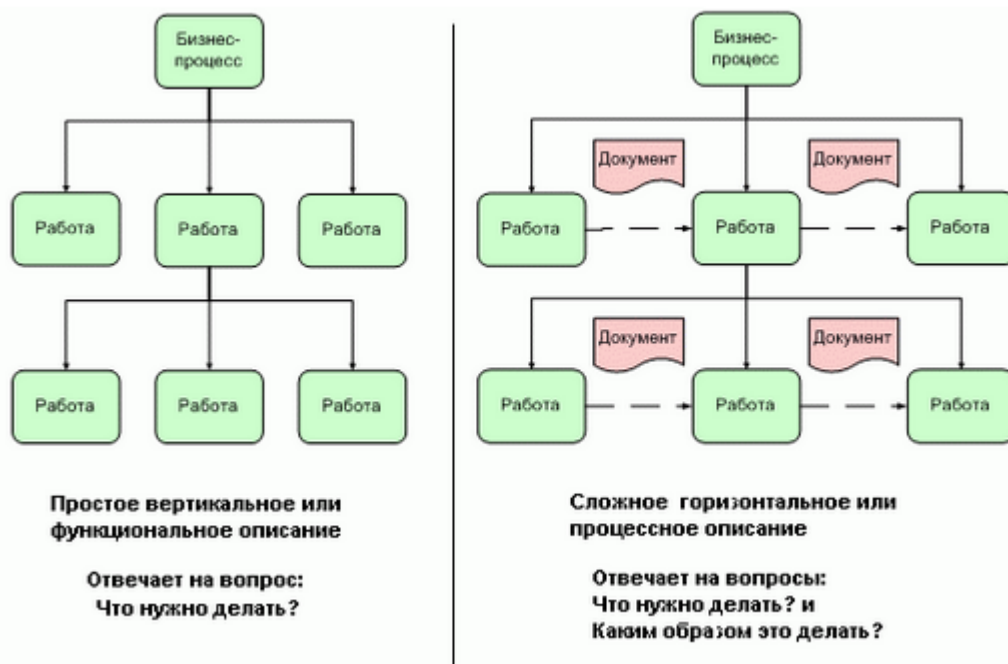 Бизнес-
процесс
Работа
Работа
Работа
Работа
Работа
Работа
Простое вертикальное или
функциональное описание
Отвечает на вопрос:
Что нужно делать?
Бизнес-
процесс
Документ
Документ
Работа
Работа
Работа
Документ
Документ
Работа
Работа
Работа
Сложное горизонтальное или
процессное описание
Отвечает на вопросы:
Что нужно делать? и
Каким образом это делать?